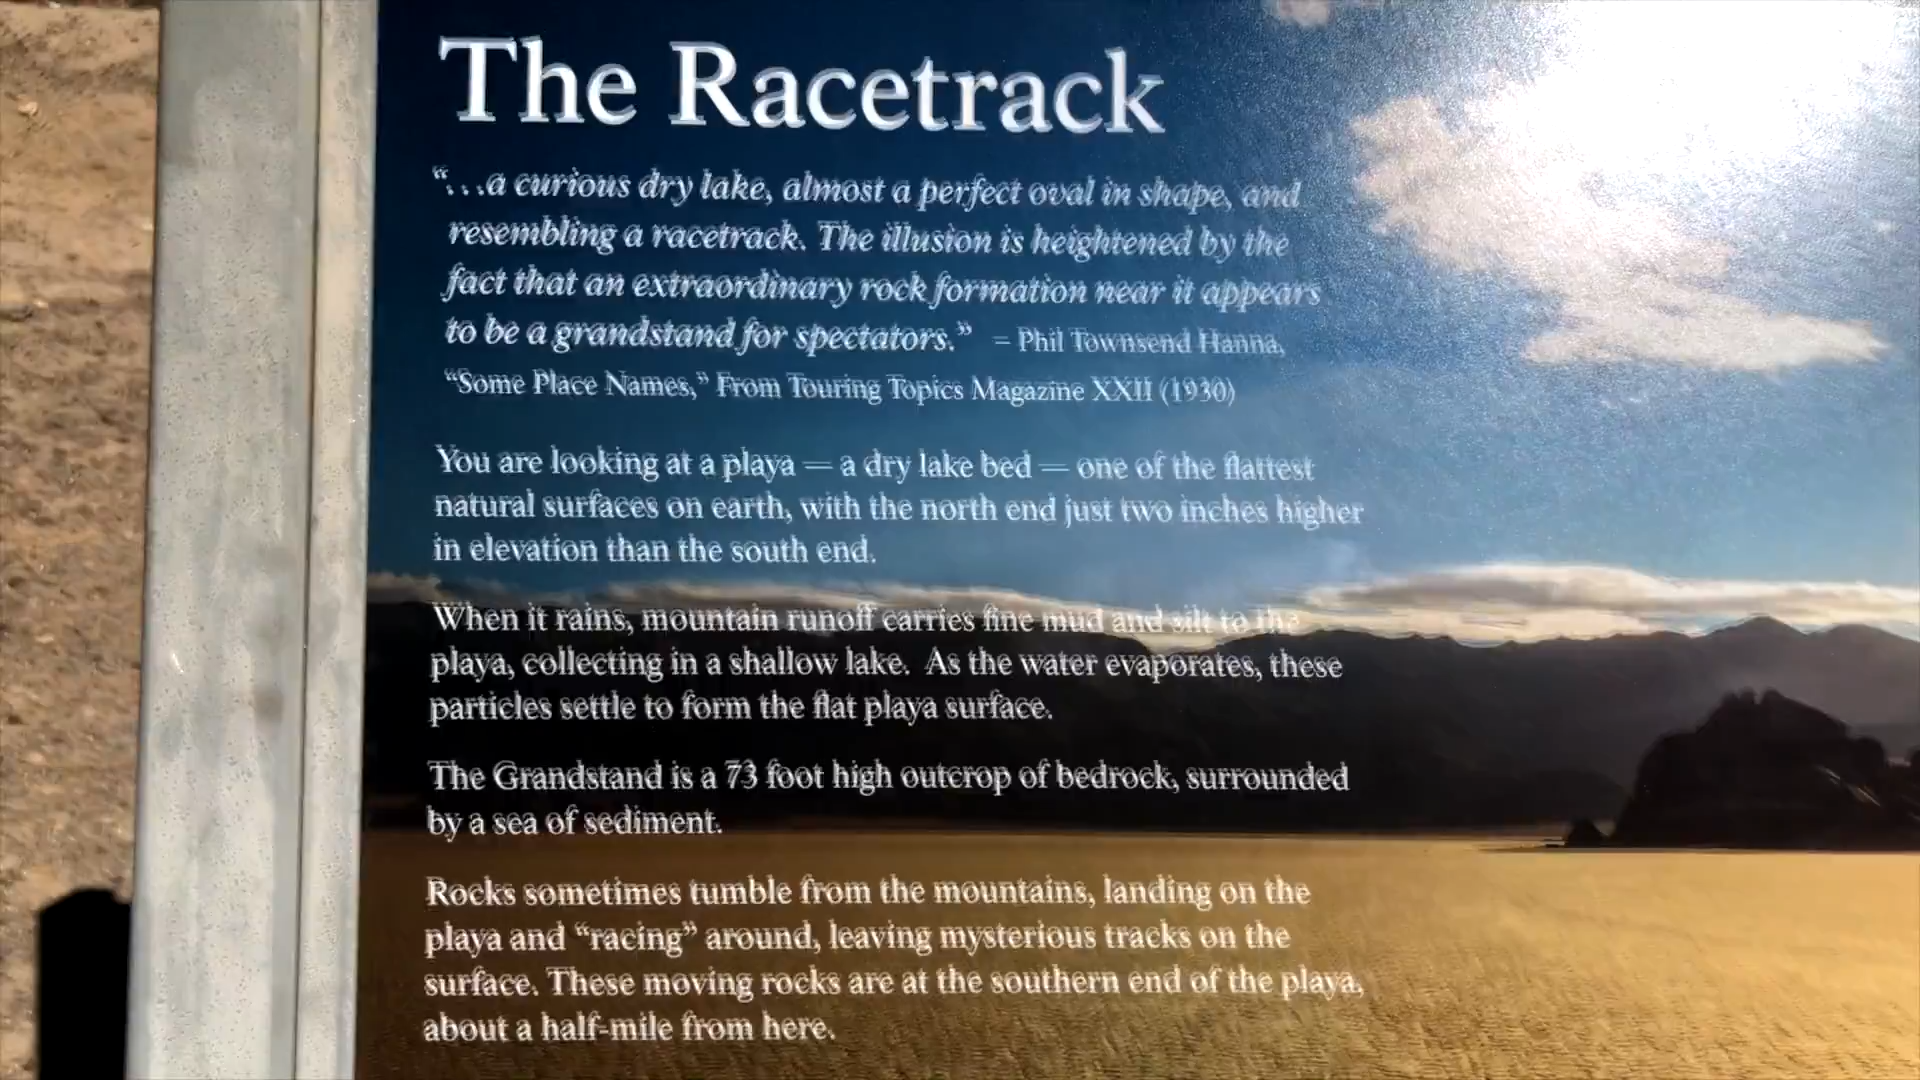 The Racetrack
“…a curious dry lake, almost a perfect oval in shape, and
resembling a racetrack. The illusion is heightened by the
fact that an extraordinary rock formation near it appears
to be a grandstand for spectators.” – Phil Townsend Hanna,
“Some Place Names,” From Touring Topics Magazine XXII (1930)
You are looking at a playa — a dry lake bed — one of the flattest
natural surfaces on earth, with the north end just two inches higher
in elevation than the south end.
When it rains, mountain runoff carries fine mud and silt to the
playa, collecting in a shallow lake. As the water evaporates, these
particles settle to form the flat playa surface.
The Grandstand is a 73 foot high outcrop of bedrock, surrounded
by a sea of sediment.
Rocks sometimes tumble from the mountains, landing on the
playa and “racing” around, leaving mysterious tracks on the
surface. These moving rocks are at the southern end of the playa,
about a half-mile from here.